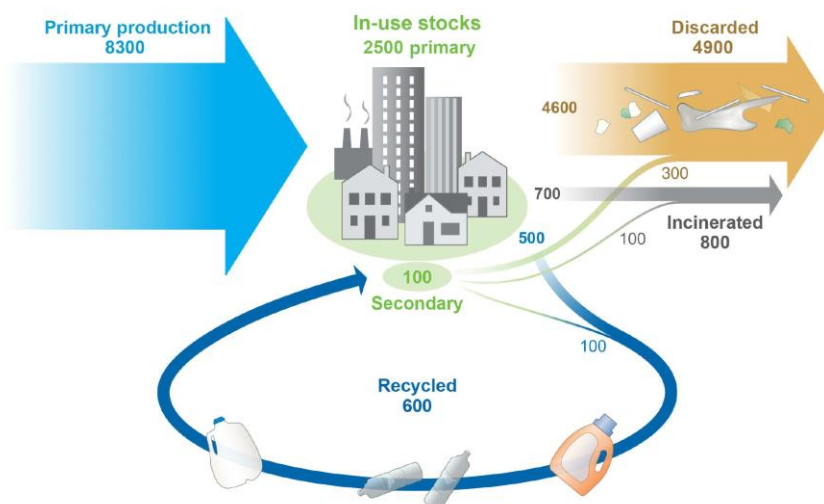 Primary production
8300
In-use stocks
2500 primary
Discarded
4900
4600
300
700
Incinerated
800
500
100
100
Secondary
100
Recycled
600